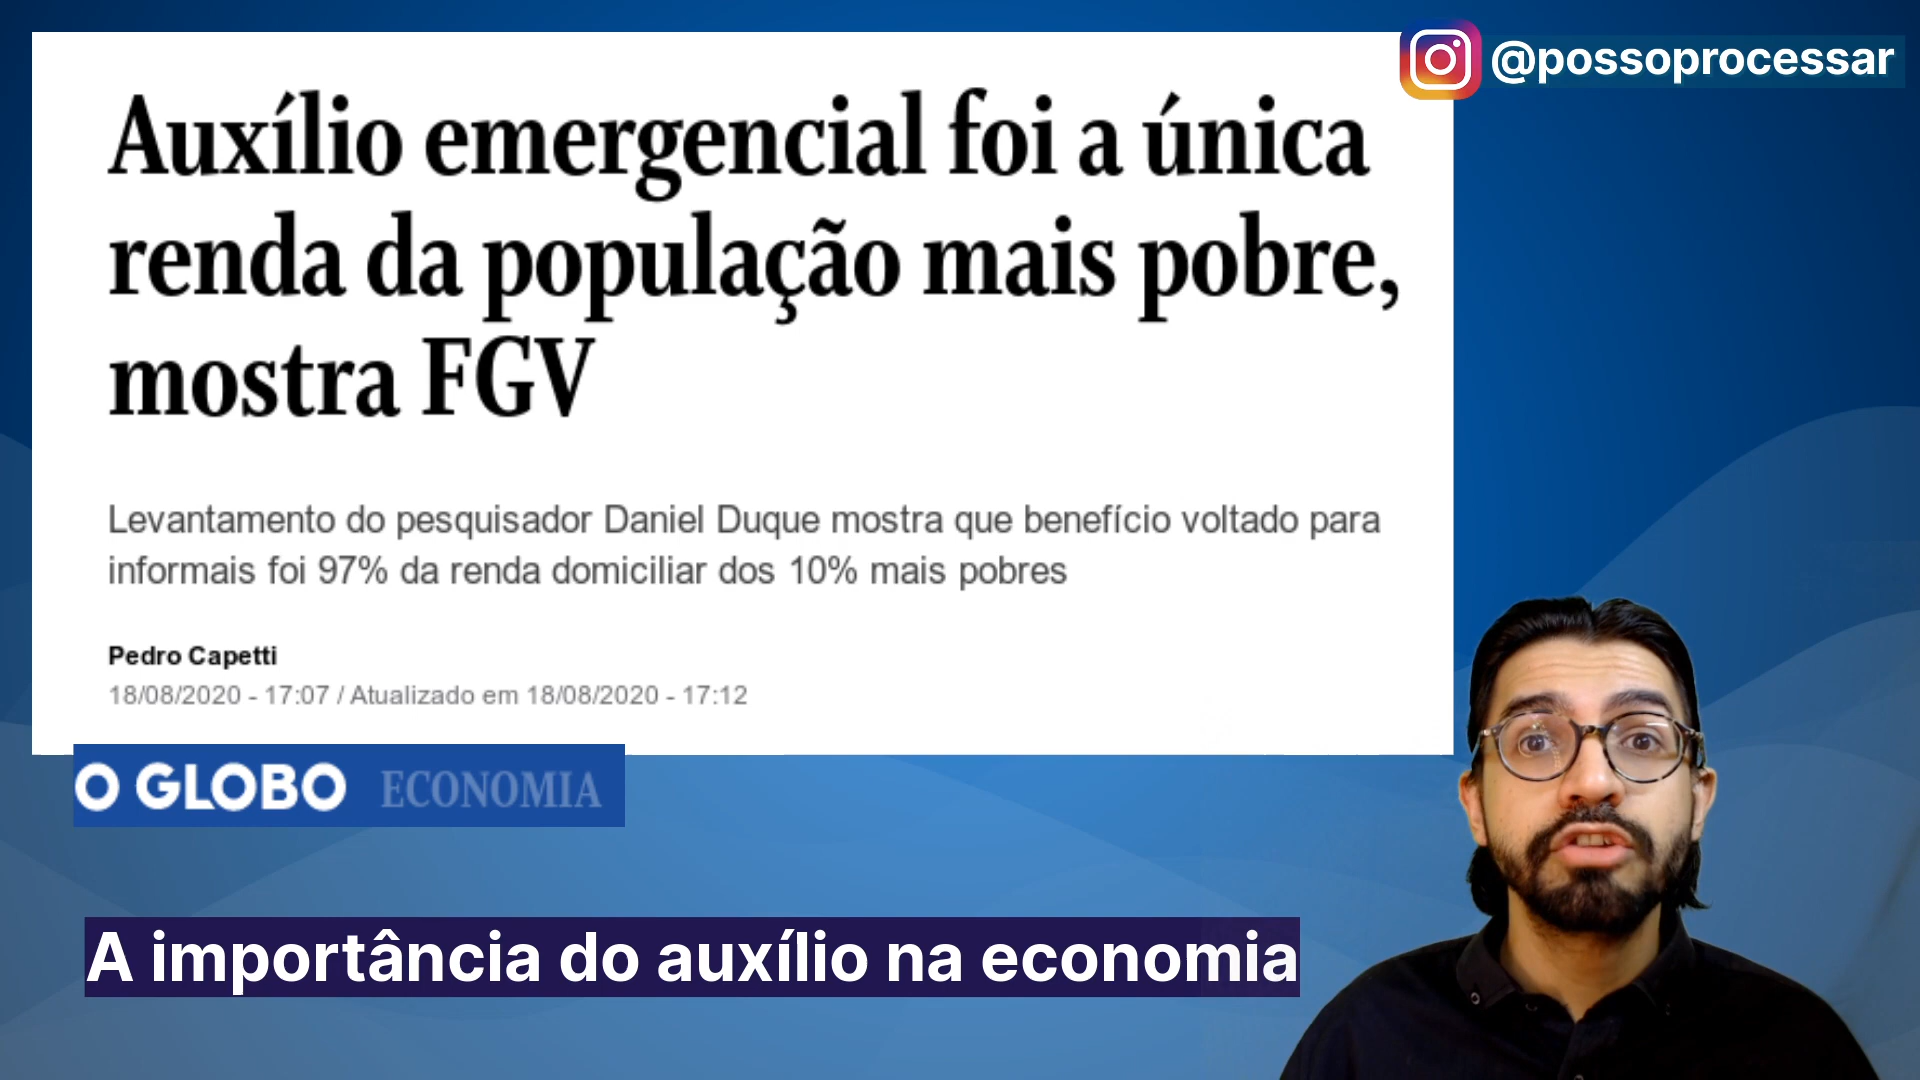 @possoprocessar
Auxílio emergencial foi a única
renda da população mais pobre,
mostra FGV
Levantamento do pesquisador Daniel Duque mostra que benefício voltado para
informais foi 97% da renda domiciliar dos 10% mais pobres
Pedro Capetti
18/08/2020 - 17:07 / Atualizado em 18/08/2020 - 17:12
O GLOBO ECONOMIA
A importância do auxílio na economia